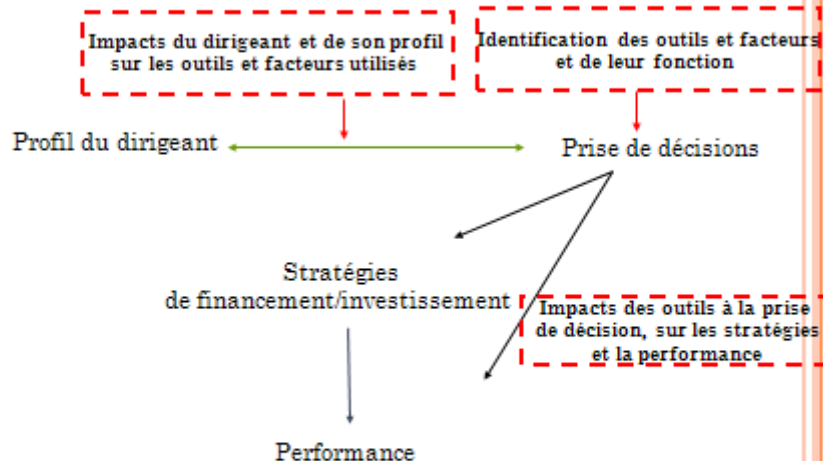 Impacts du dirigeant et de son profil
sur les outils et facteurs utilisés
Identification des outils et facteurs
et de leur fonction
Profil du dirigeant
Prise de décisions
Stratégies
de financement/investissement
Impacts des outils à la prise
de décision, sur les stratégies
et la performance
Performance